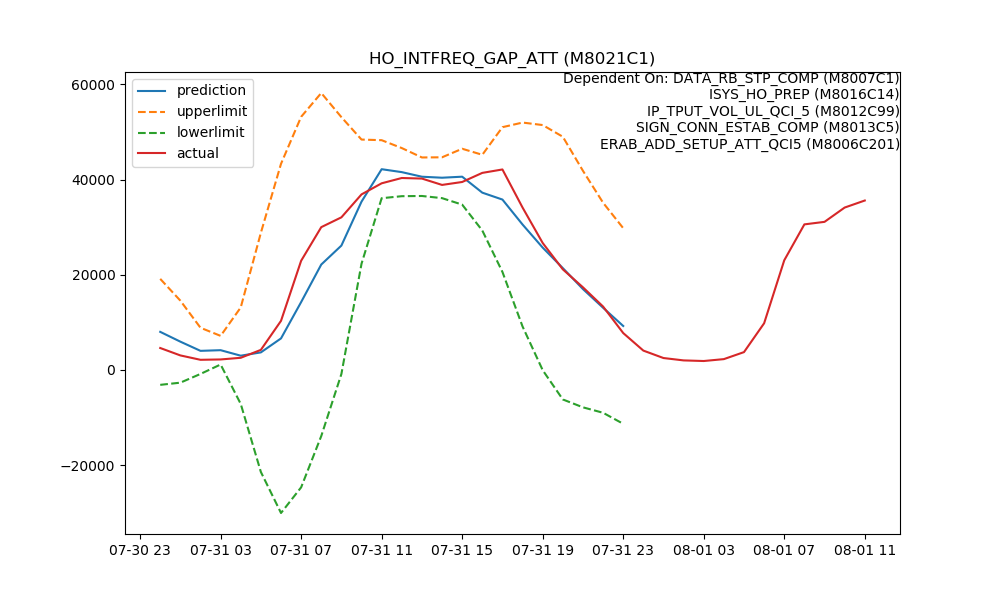 HO_INTFREQ_GAP_ATT (M8021C1)
prediction
upperlimit
lowerlimit
actual
Dependent On: DATA_RB_STP_COMP (M8007C1)
ISYS_HO_PREP (M8016C14)
IP_TPUT_VOL_UL_QCI_5 (M8012C99)
SIGN_CONN_ESTAB_COMP (M8013C5)
ERAB_ADD_SETUP_ATT_QCI5 (M8006C201)
60000
40000
20000
0
−20000
07-30 23 07-31 03 07-31 07 07-31 11 07-31 15 07-31 19 07-31 23 08-01 03 08-01 07 08-01 11